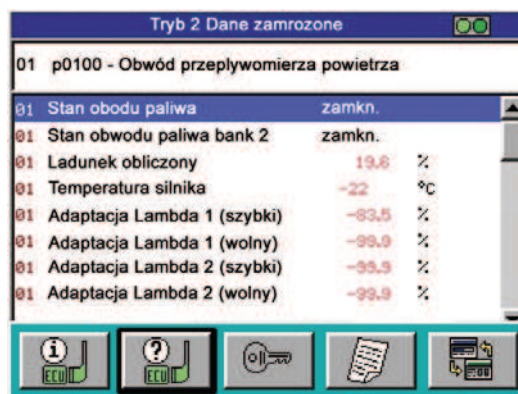 Tryb 2 Dane zamrozone
01 p0100 - Obwód przeplywomierza powietrza
01 Stan obodu paliwa zamkn.
01 Stan obwodu paliwa bank 2 zamkn.
01 Ladunek obliczony 19.6 %
01 Temperatura silnika -22 °C
01 Adaptacja Lambda 1 (szybki) -83.5 %
01 Adaptacja Lambda 1 (wolny) -99.9 %
01 Adaptacja Lambda 2 (szybki) -99.9 %
01 Adaptacja Lambda 2 (wolny) -99.9 %
i ? 
ECU ECU